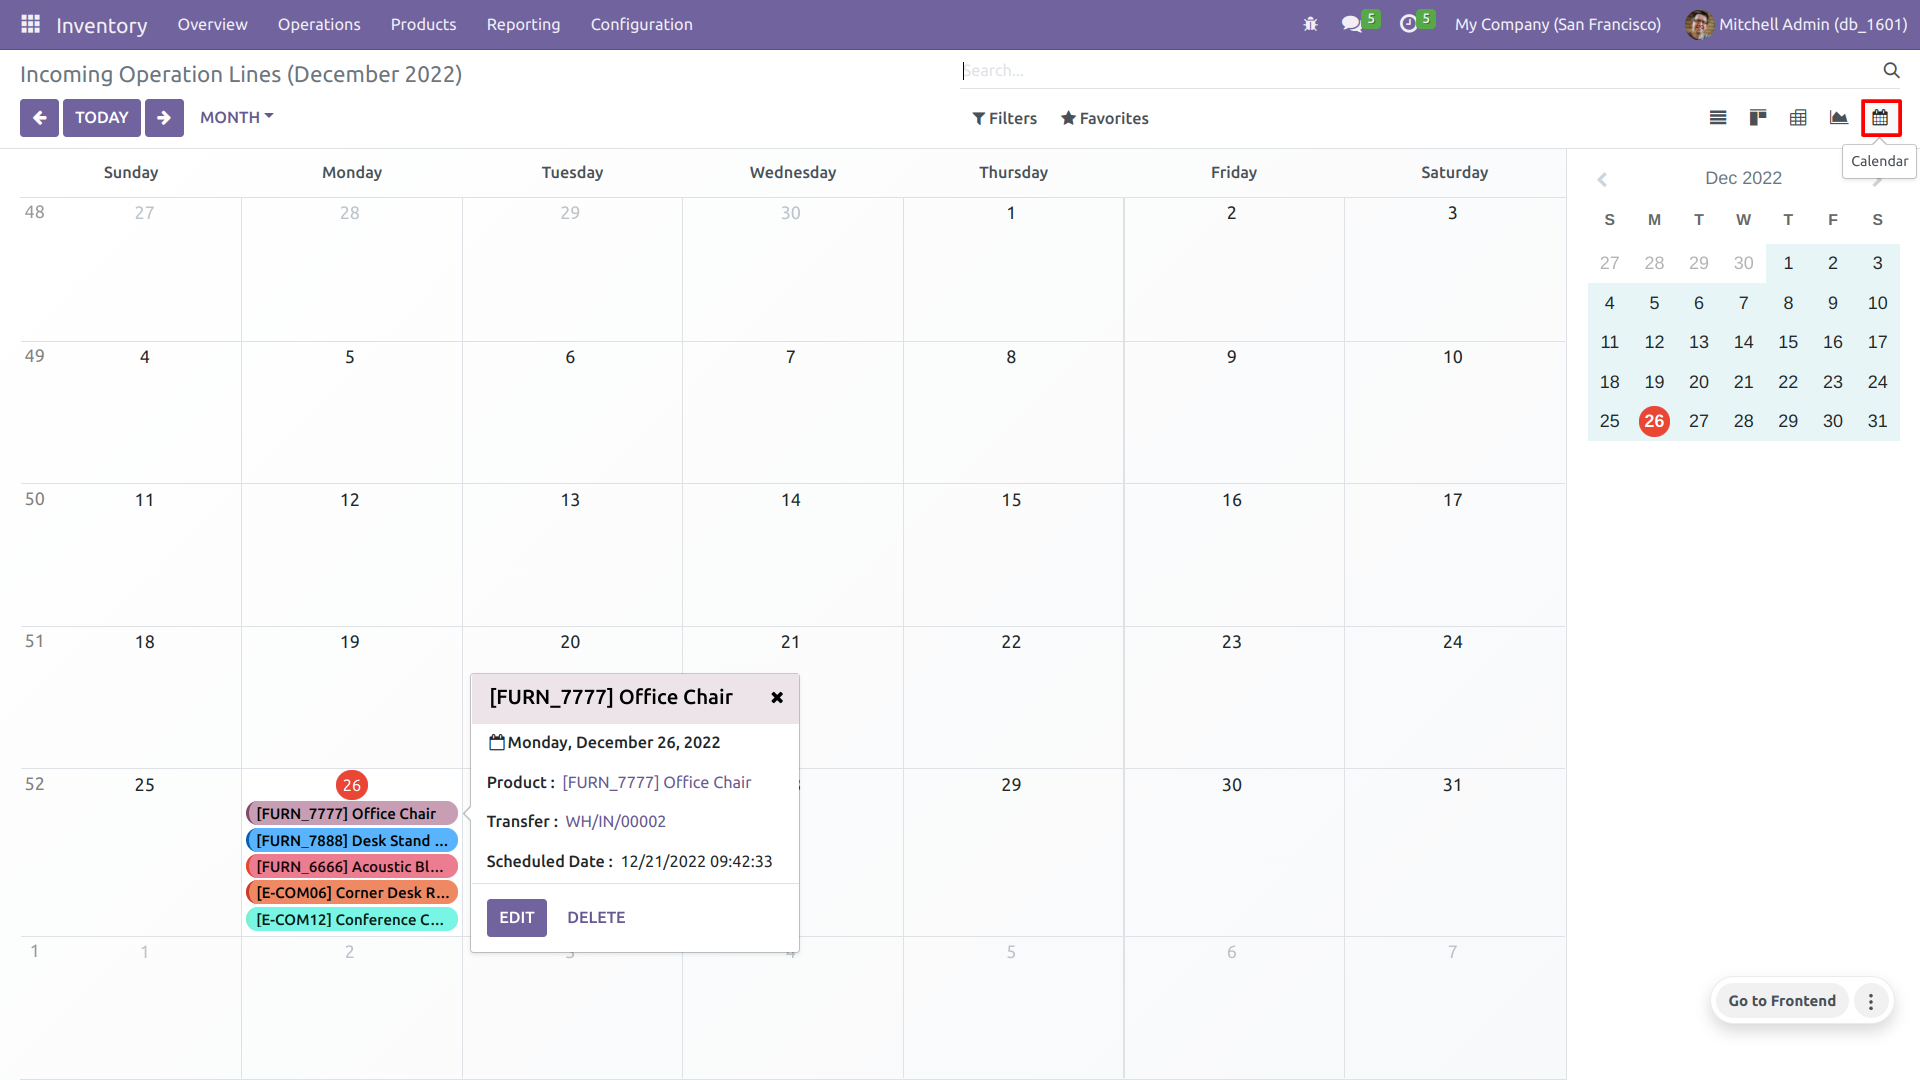 Inventory Overview Operations Products Reporting Configuration 5 5 My Company (San Francisco) Mitchell Admin (db_1601)
Incoming Operation Lines (December 2022) Search...
TODAY MONTH Filters Favorites
Calendar
Sunday Monday Tuesday Wednesday Thursday Friday Saturday
48 27 28 29 30 1 2 3
49 4 5 6 7 8 9 10
50 11 12 13 14 15 16 17
51 18 19 20 21 22 23 24
52 25 26 29 30 31
[FURN_7777] Office Chair
[FURN_7888] Desk Stand ...
[FURN_6666] Acoustic Bl...
[E-COM06] Corner Desk R...
[E-COM12] Conference C...
1 1 2 3 4 5 6 7
[FURN_7777] Office Chair
Monday, December 26, 2022
Product : [FURN_7777] Office Chair
Transfer : WH/IN/00002
Scheduled Date : 12/21/2022 09:42:33
EDIT DELETE
Dec 2022
S M T W T F S
27 28 29 30 1 2 3
4 5 6 7 8 9 10
11 12 13 14 15 16 17
18 19 20 21 22 23 24
25 26 27 28 29 30 31
Go to Frontend